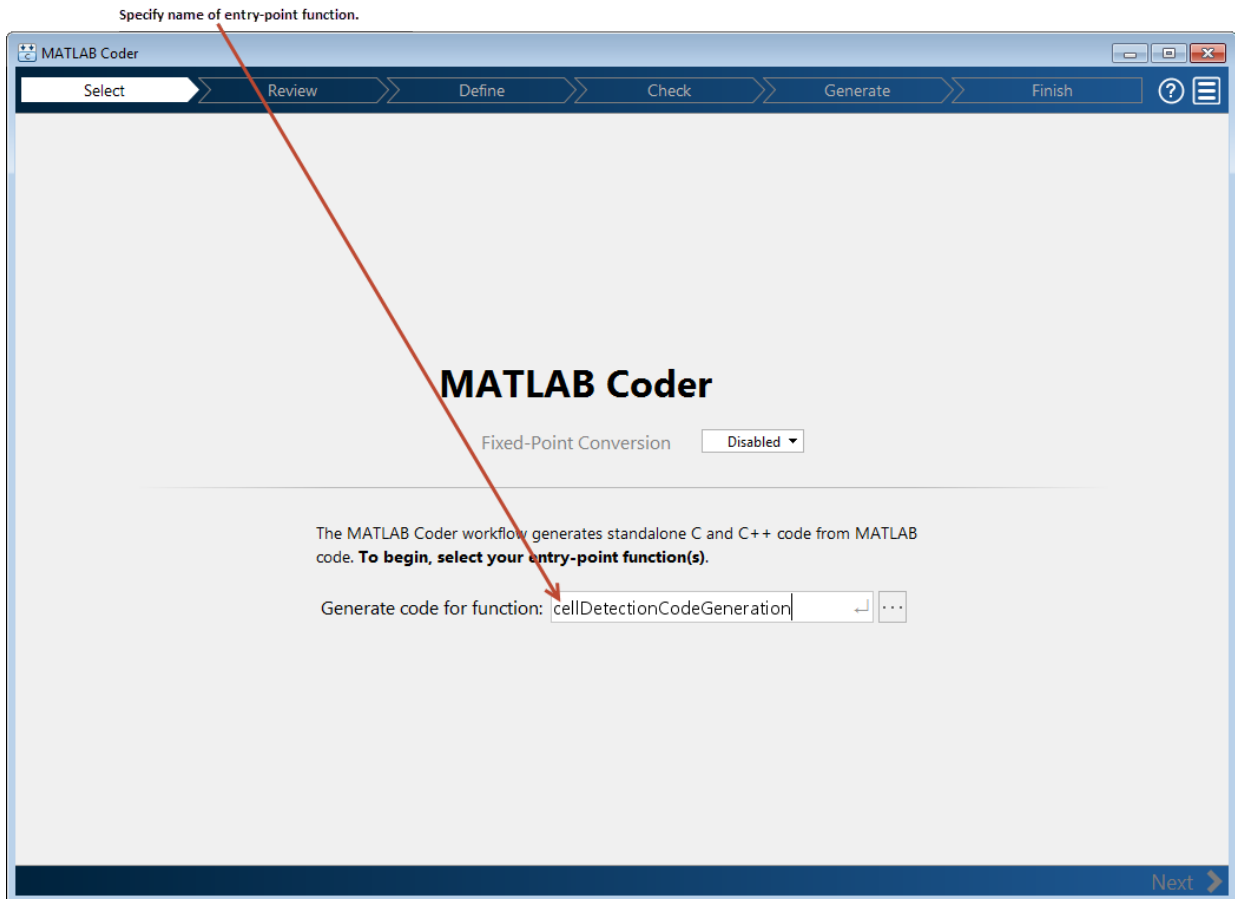 Specify name of entry-point function.
MATLAB Coder
Select Review Define Check Generate Finish
MATLAB Coder
Fixed-Point Conversion Disabled
The MATLAB Coder workflow generates standalone C and C++ code from MATLAB
code. To begin, select your entry-point function(s).
Generate code for function: cellDetectionCodeGeneration ...
Next